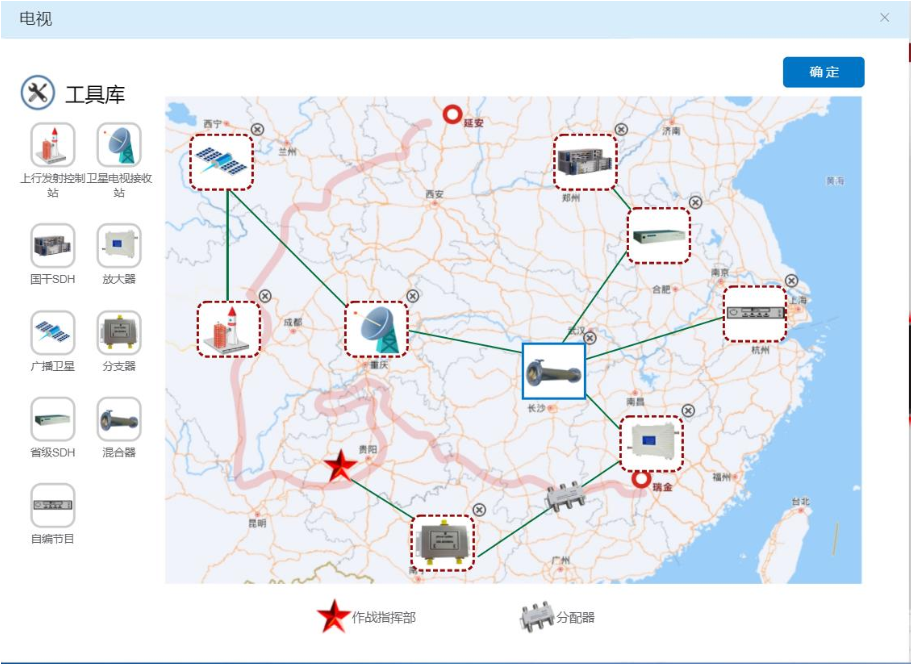 电视
确定
工具库
上行发射控制站
卫星电视接收站
国干SDH
放大器
广播卫星
分支器
省级SDH
混合器
自编节目
西宁
兰州
延安
济南
西安
郑州
黄海
南京
合肥
上海
成都
武汉
杭州
重庆
长沙
南昌
贵阳
瑞金
福州
台北
昆明
广州
南
作战指挥部
分配器